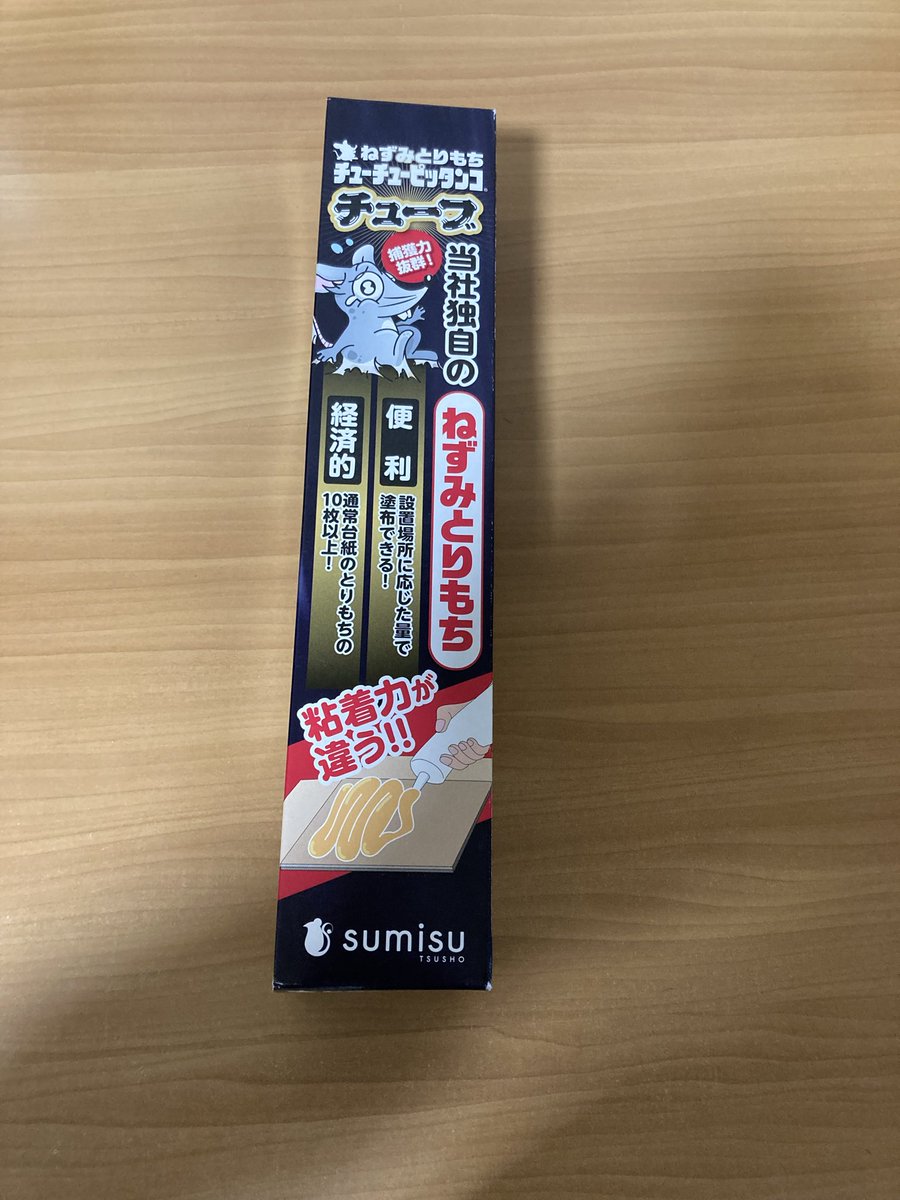 ねずみとりもち
チューチューピッタンコ®
チューブ
捕獲力
抜群!
当社独自の
ねずみとりもち
便利
設置場所に応じた量で
塗布できる!
経済的
通常台紙のとりもちの
10枚以上!
粘着力が
違う!!
sumisu
TSUSHO